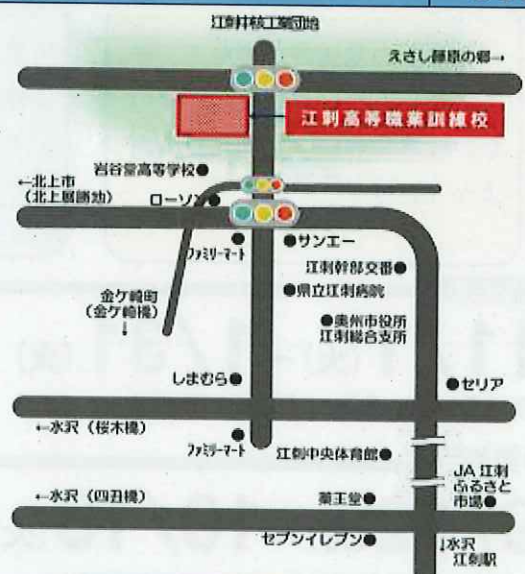 江刺中核工業団地
えさし藤原の郷→
江刺高等職業訓練校
岩谷堂高等学校●
←北上市
(北上展勝地)
ローソン●
●サンエー
ファミリーマート
江刺幹部交番●
●県立江刺病院
金ケ崎町
(金ケ崎橋)
↓
●奥州市役所
江刺総合支所
しまむら●
●セリア
←水沢(桜木橋)
ファミリーマート
江刺中央体育館●
JA 江刺
ふるさと
市場●
←水沢(四丑橋)
薬王堂●
セブンイレブン●
↓水沢
江刺駅